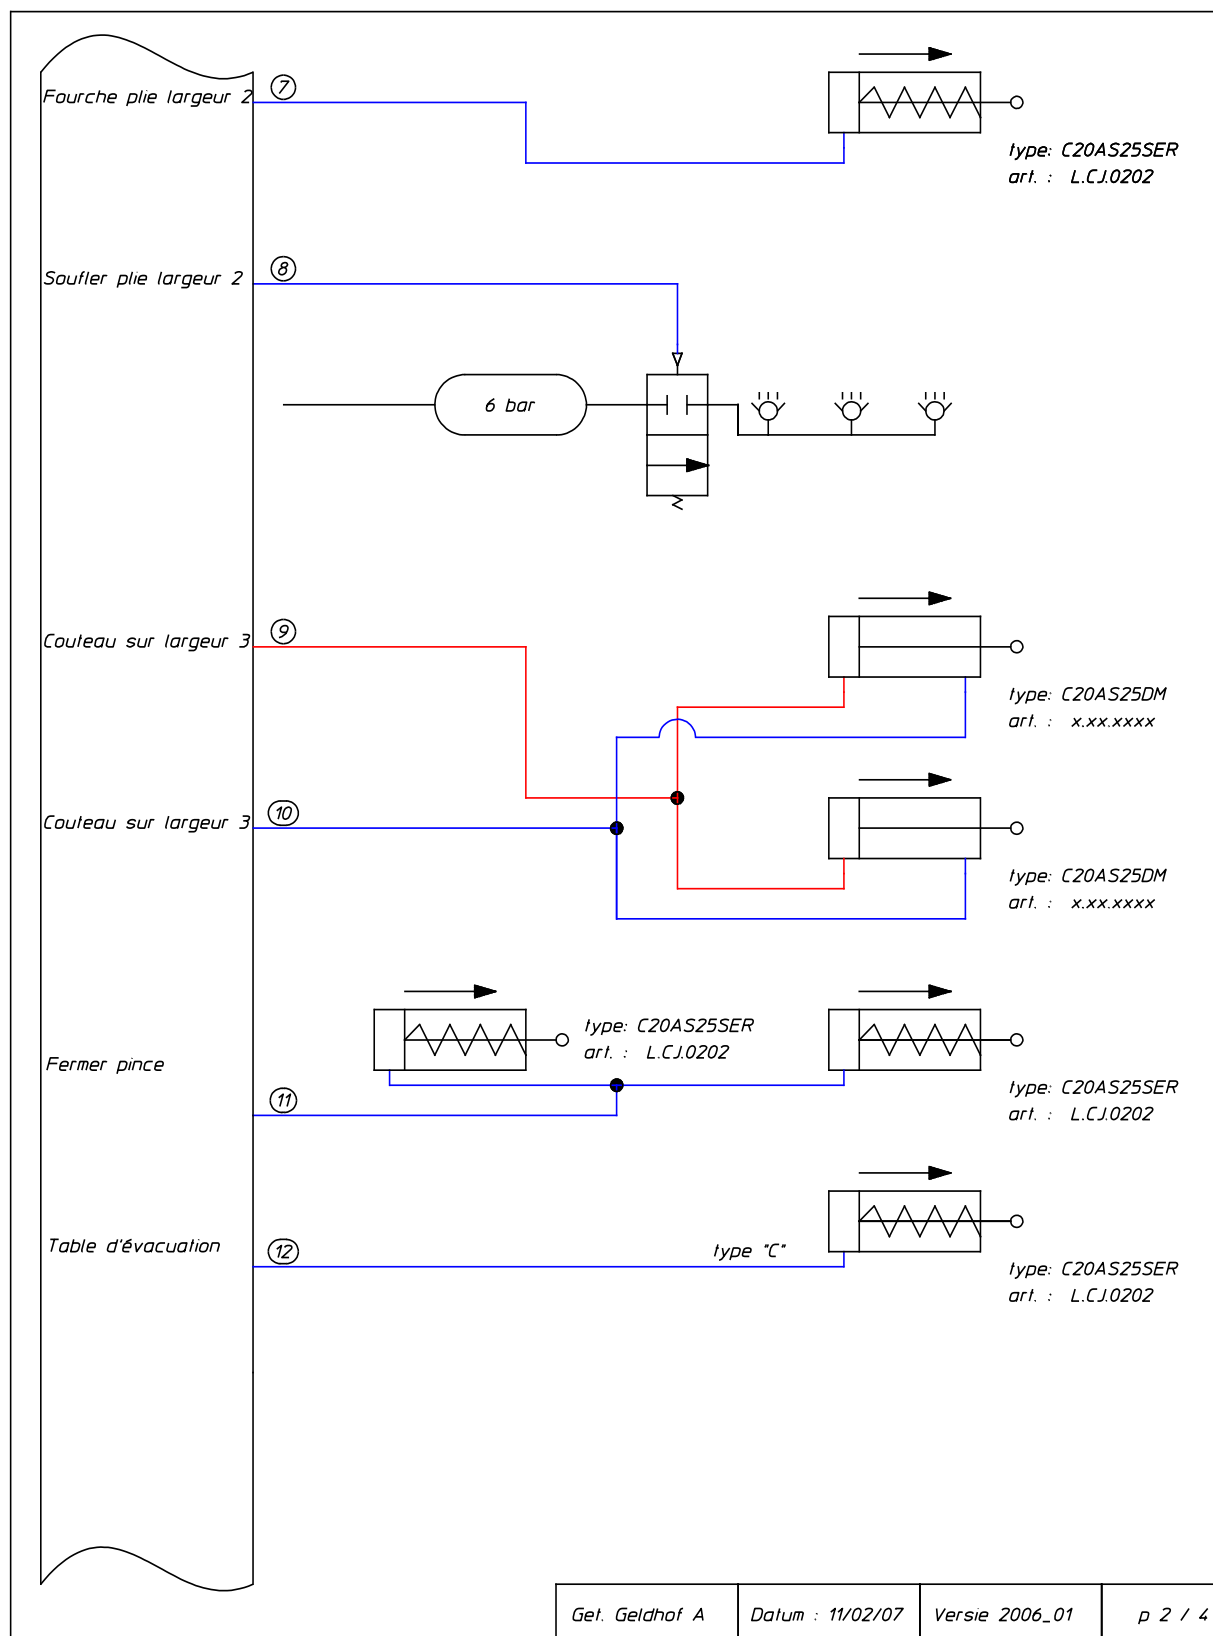 Fourche plie largeur 2
7
type: C20AS25SER
art. : L.CJ.0202
Soufler plie largeur 2
8
6 bar
Couteau sur largeur 3
9
type: C20AS25DM
art. : x.xx.xxxx
Couteau sur largeur 3
10
type: C20AS25DM
art. : x.xx.xxxx
type: C20AS25SER
art. : L.CJ.0202
Fermer pince
11
type: C20AS25SER
art. : L.CJ.0202
Table d'évacuation
12
type "C"
type: C20AS25SER
art. : L.CJ.0202
Get. Geldhof A
Datum : 11/02/07
Versie 2006_01
p 2 / 4